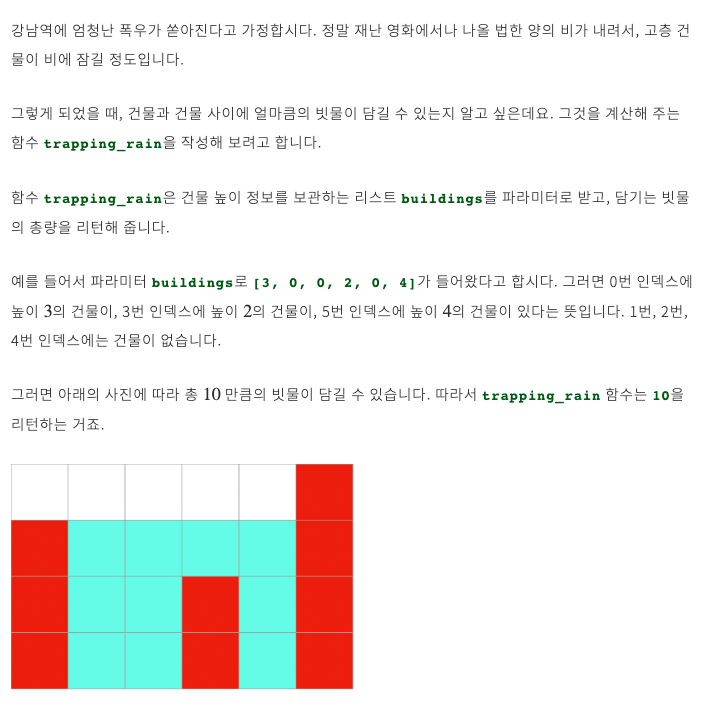 강남역에 엄청난 폭우가 쏟아진다고 가정합시다. 정말 재난 영화에서나 나올 법한 양의 비가 내려서, 고층 건
물이 비에 잠길 정도입니다.
그렇게 되었을 때, 건물과 건물 사이에 얼마큼의 빗물이 담길 수 있는지 알고 싶은데요. 그것을 계산해 주는
함수 trapping_rain을 작성해 보려고 합니다.
함수 trapping_rain은 건물 높이 정보를 보관하는 리스트 buildings를 파라미터로 받고, 담기는 빗물
의 총량을 리턴해 줍니다.
예를 들어서 파라미터 buildings로 [3, 0, 0, 2, 0, 4]가 들어왔다고 합시다. 그러면 0번 인덱스에
높이 3의 건물이, 3번 인덱스에 높이 2의 건물이, 5번 인덱스에 높이 4의 건물이 있다는 뜻입니다. 1번, 2번,
4번 인덱스에는 건물이 없습니다.
그러면 아래의 사진에 따라 총 10 만큼의 빗물이 담길 수 있습니다. 따라서 trapping_rain 함수는 10을
리턴하는 거죠.